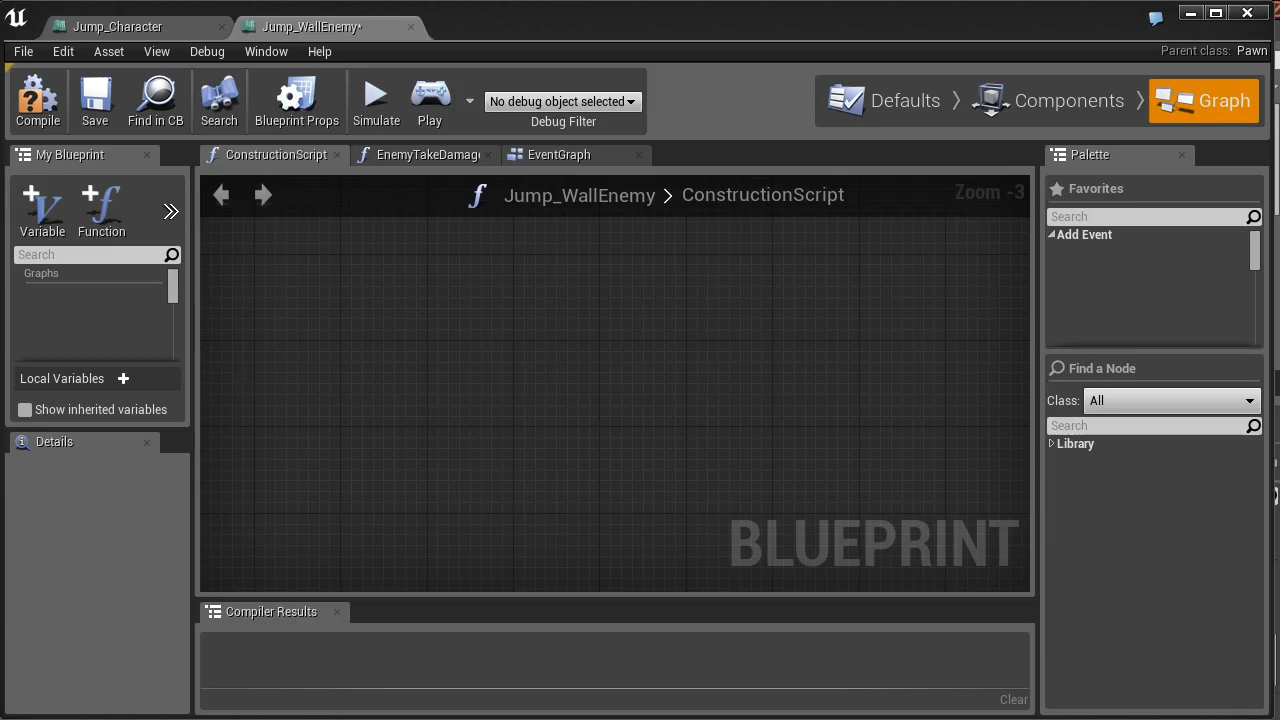 Jump_Character
Jump_WallEnemy*
File Edit Asset View Debug Window Help
Parent class: Pawn
Compile
Save
Find in CB
Search
Blueprint Props
Simulate
Play
No debug object selected
Debug Filter
Defaults
Components
Graph
My Blueprint
ConstructionScript
EnemyTakeDamag
EventGraph
Palette
Variable
Function
Search
Graphs
Local Variables
Show inherited variables
Details
Jump_WallEnemy > ConstructionScript
Zoom -3
BLUEPRINT
Favorites
Search
Add Event
Find a Node
Class: All
Search
Library
Compiler Results
Clear